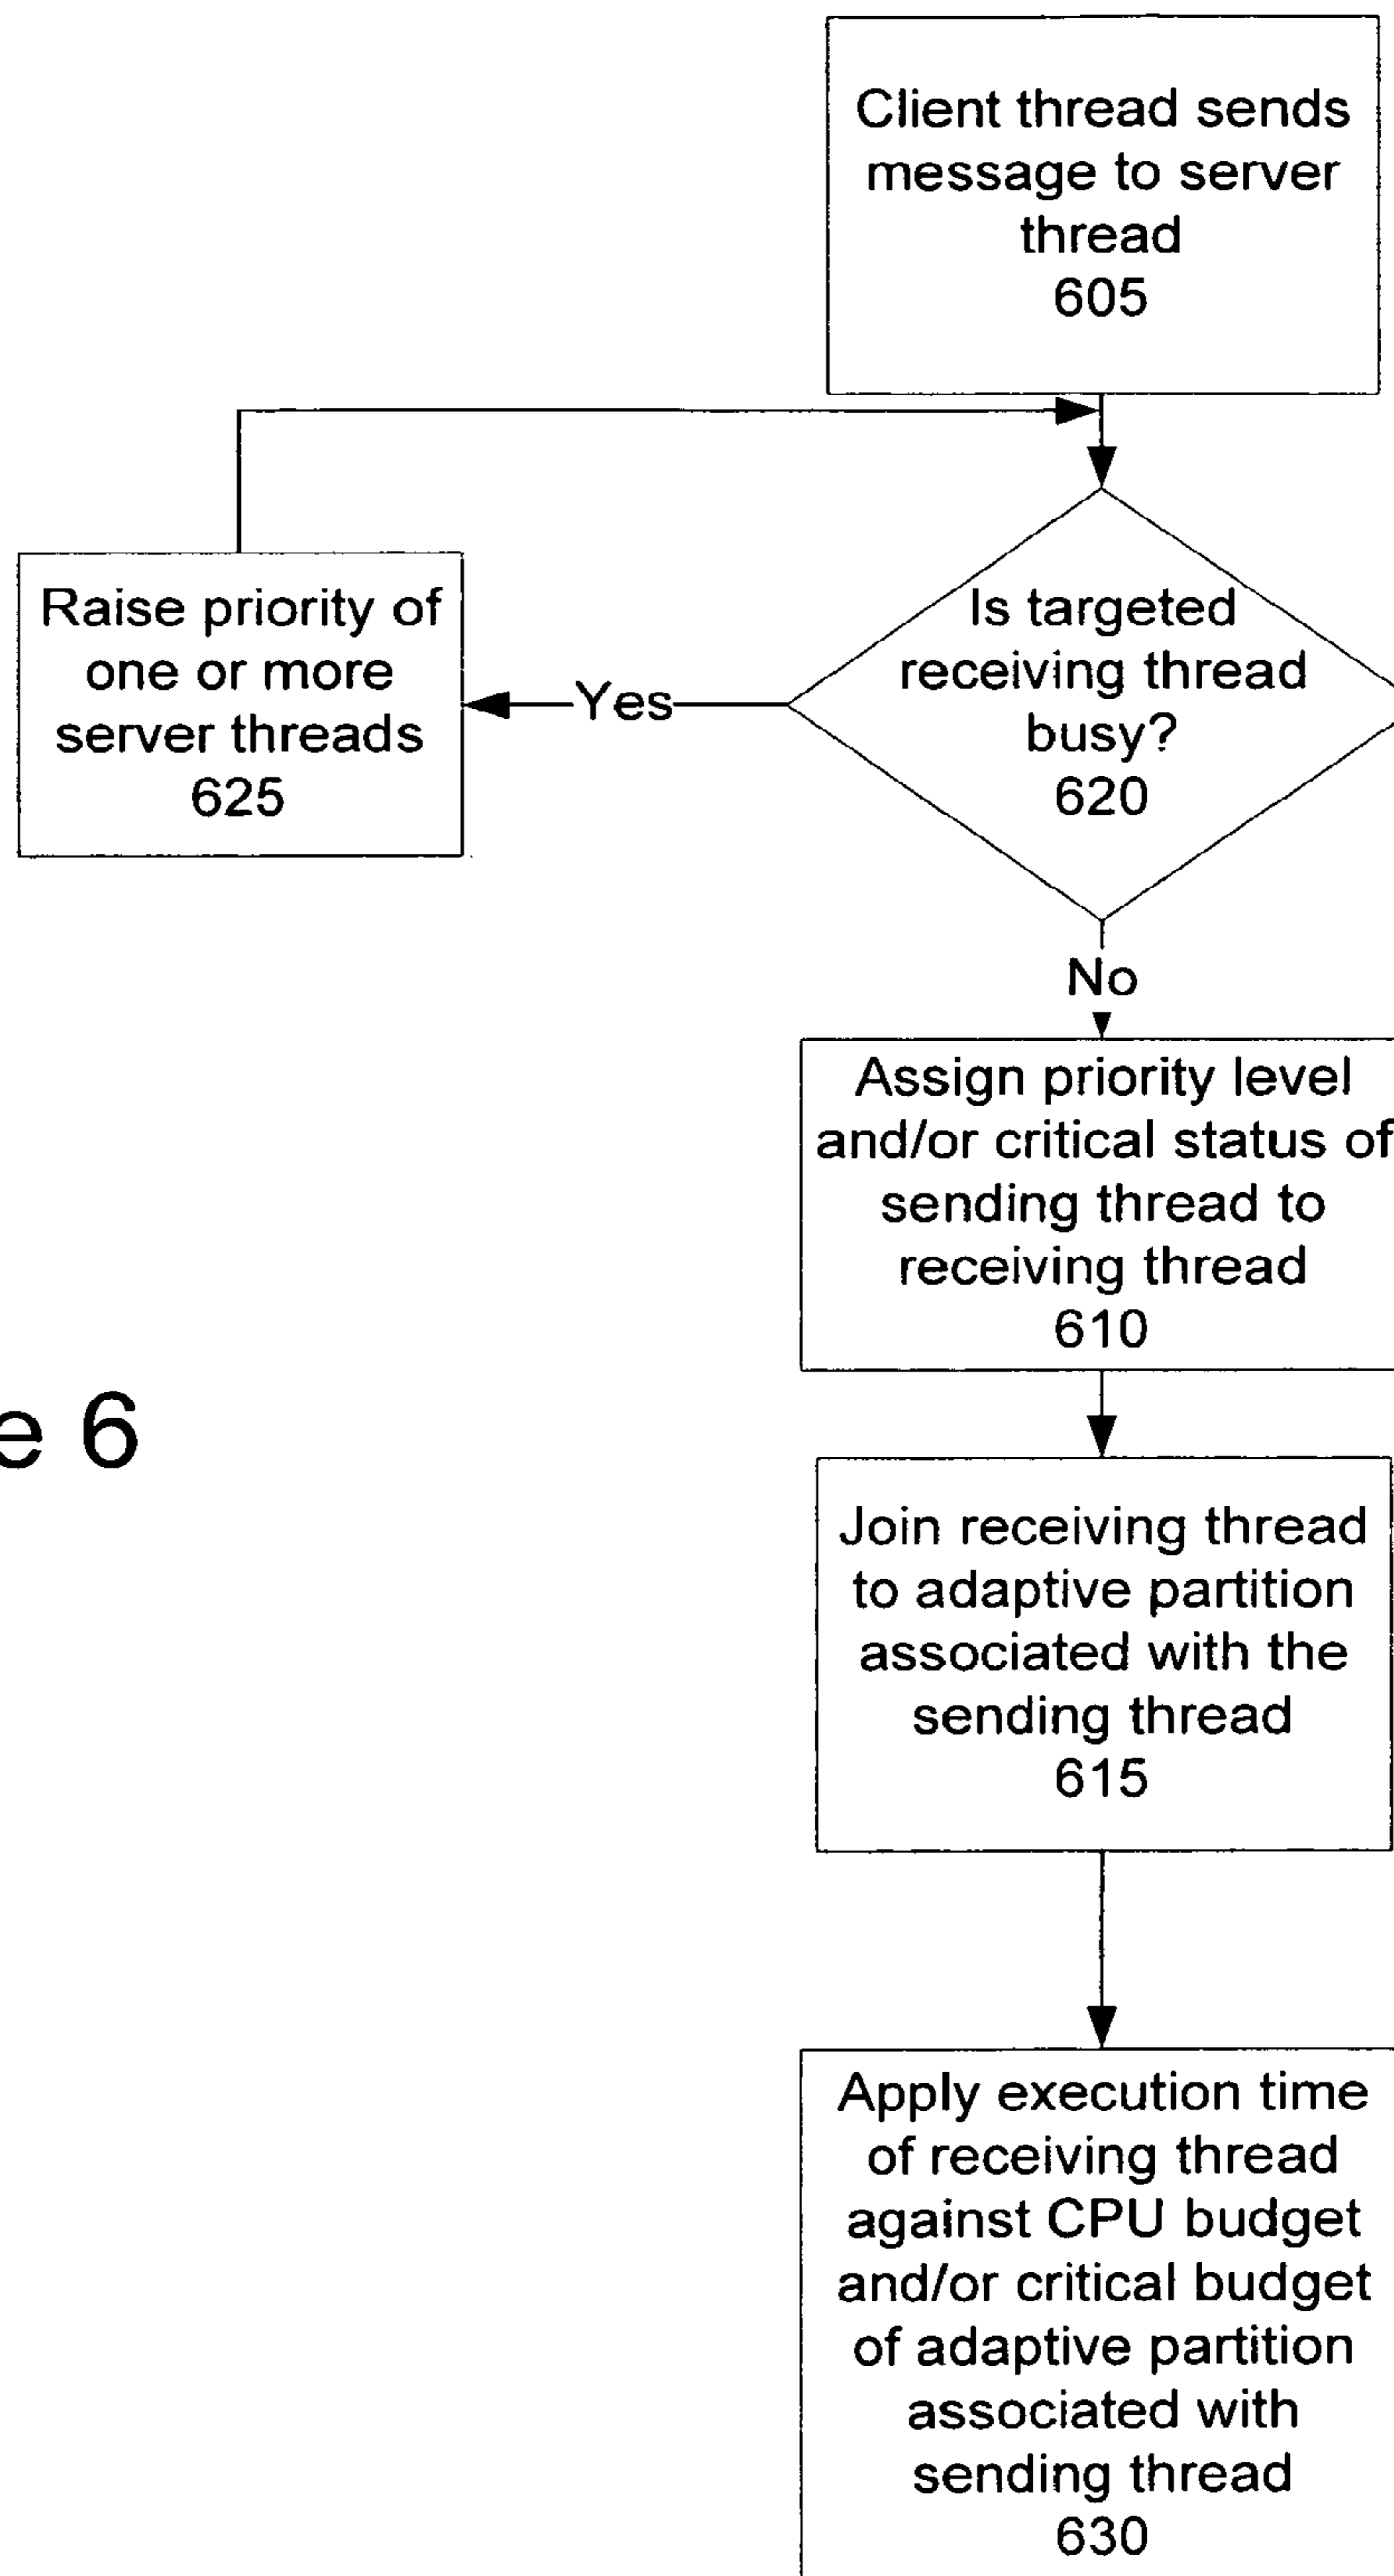 Client thread sends
message to server
thread
605
Is targeted
receiving thread
busy?
620
Yes
Raise priority of
one or more
server threads
625
No
Assign priority level
and/or critical status of
sending thread to
receiving thread
610
Join receiving thread
to adaptive partition
associated with the
sending thread
615
Apply execution time
of receiving thread
against CPU budget
and/or critical budget
of adaptive partition
associated with
sending thread
630
e 6